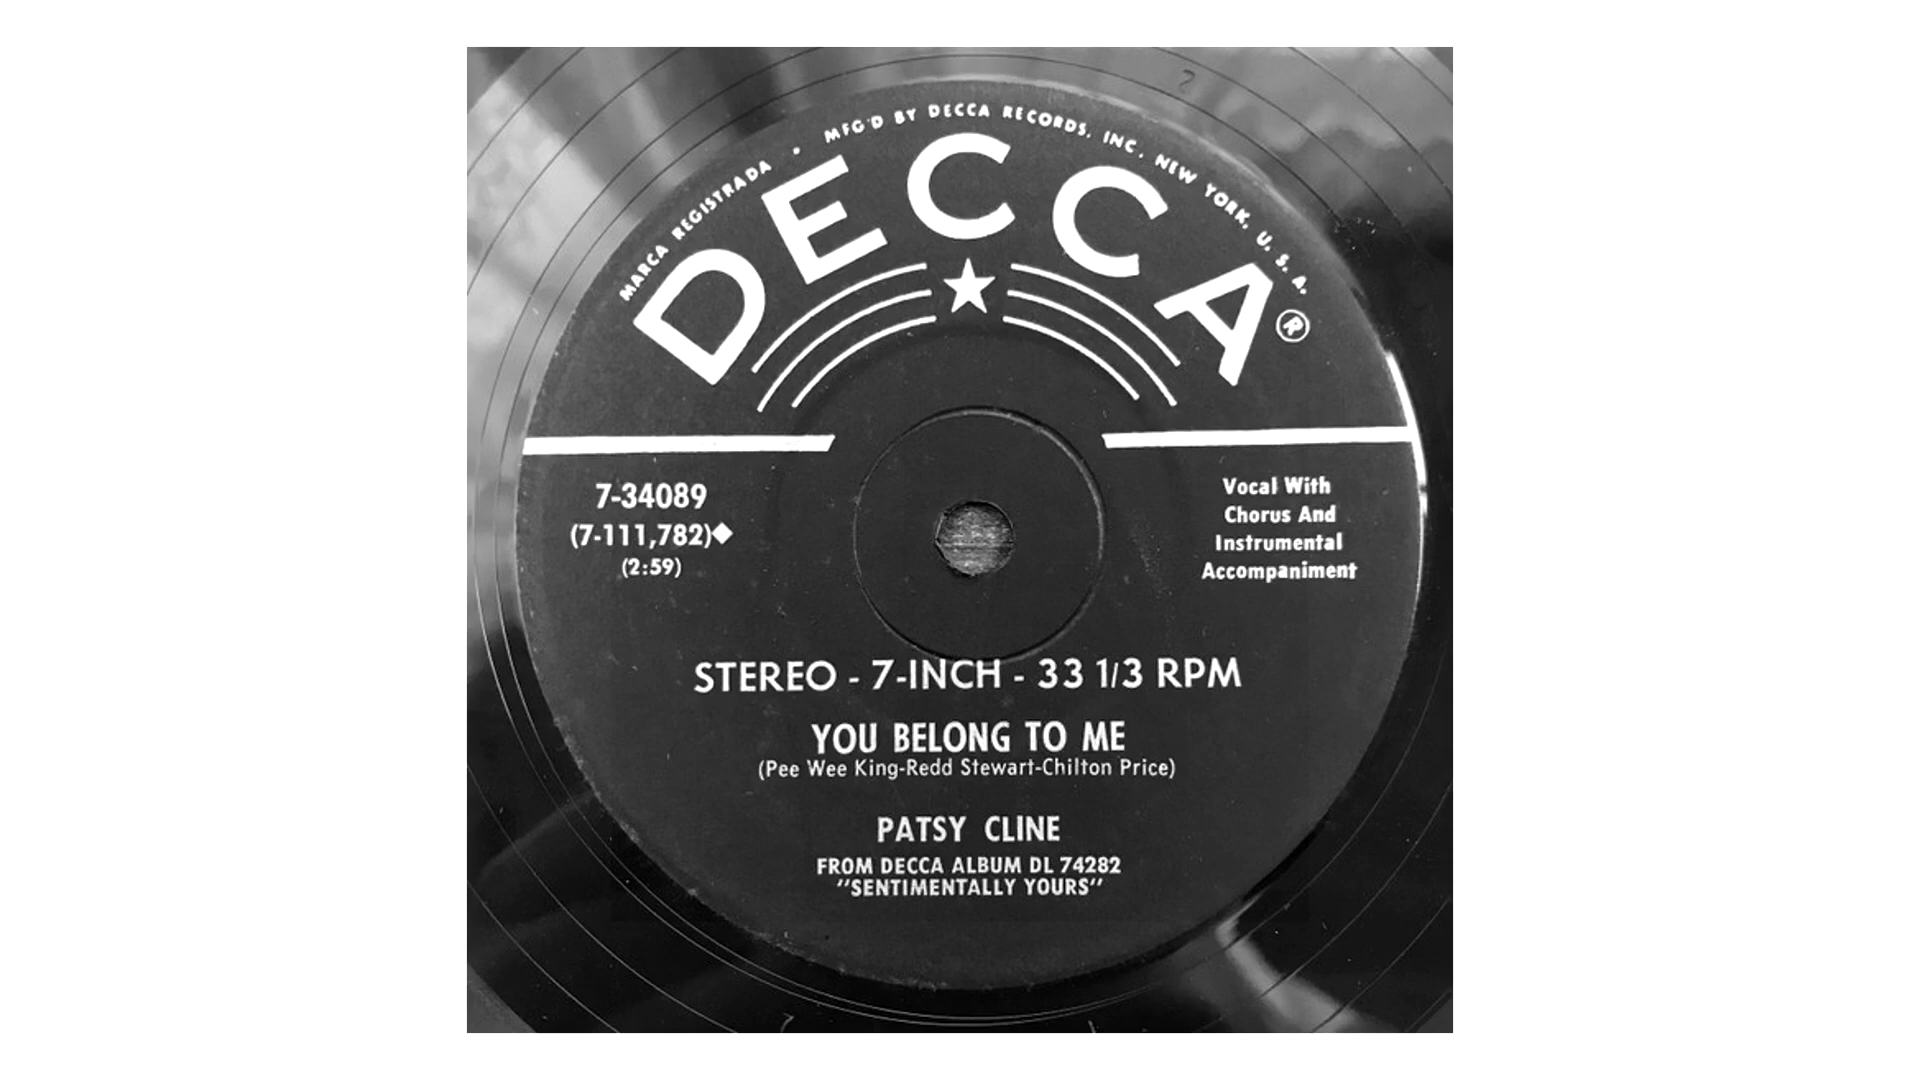 MARCA REGISTRADA • MFG'D BY DECCA RECORDS, INC. NEW YORK, U. S. A.
DECCA®
7-34089
(7-111,782)◆
(2:59)
Vocal With
Chorus And
Instrumental
Accompaniment
STEREO - 7-INCH - 33 1/3 RPM
YOU BELONG TO ME
(Pee Wee King-Redd Stewart-Chilton Price)
PATSY CLINE
FROM DECCA ALBUM DL 74282
"SENTIMENTALLY YOURS"